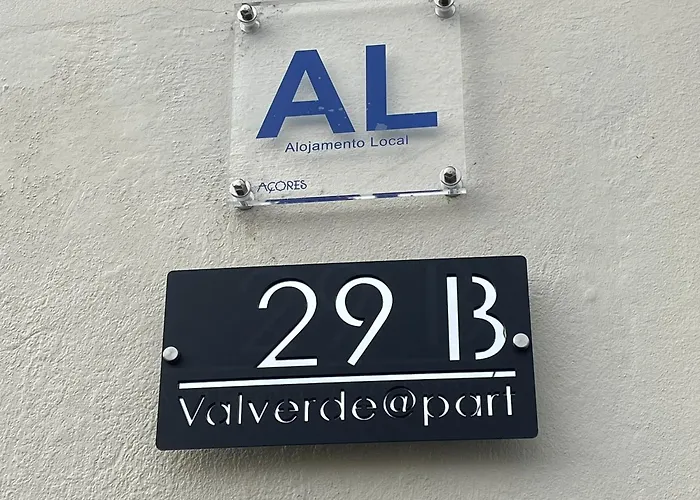 AL
Alojamento Local
AÇORES
29 B
Valverde@part